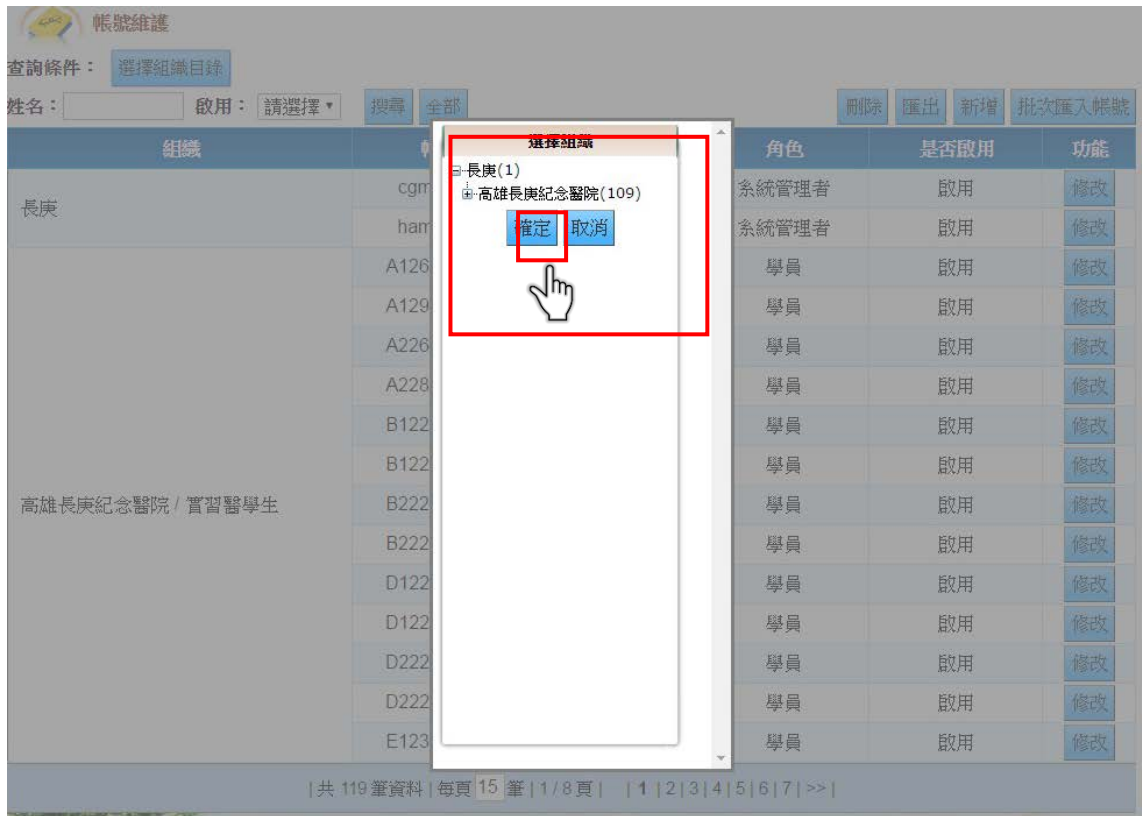 帳號維護
查詢條件： 選擇組織目錄
姓名： 啟用： 請選擇 搜尋 全部 刪除 匯出 新增 批次匯入帳號
組織 角色 是否啟用 功能
選擇組織
長庚(1)
高雄長庚紀念醫院(109)
確定 取消
長庚
cgm 系統管理者 啟用 修改
ham 系統管理者 啟用 修改
高雄長庚紀念醫院 / 實習醫學生
A126 學員 啟用 修改
A129 學員 啟用 修改
A226 學員 啟用 修改
A228 學員 啟用 修改
B122 學員 啟用 修改
B122 學員 啟用 修改
B222 學員 啟用 修改
B222 學員 啟用 修改
D122 學員 啟用 修改
D122 學員 啟用 修改
D222 學員 啟用 修改
D222 學員 啟用 修改
E123 學員 啟用 修改
|共 119 筆資料|每頁 15 筆|1/8頁| |1|2|3|4|5|6|7|>>|